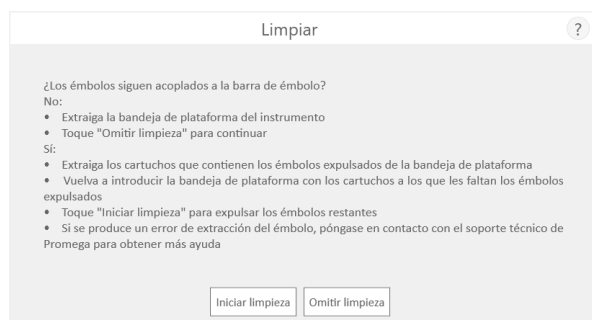 Limpiar
?
¿Los émbolos siguen acoplados a la barra de émbolo?
No:
• Extraiga la bandeja de plataforma del instrumento
• Toque "Omitir limpieza" para continuar
Sí:
• Extraiga los cartuchos que contienen los émbolos expulsados de la bandeja de plataforma
• Vuelva a introducir la bandeja de plataforma con los cartuchos a los que les faltan los émbolos
expulsados
• Toque "Iniciar limpieza" para expulsar los émbolos restantes
• Si se produce un error de extracción del émbolo, póngase en contacto con el soporte técnico de
Promega para obtener más ayuda
Iniciar limpieza Omitir limpieza